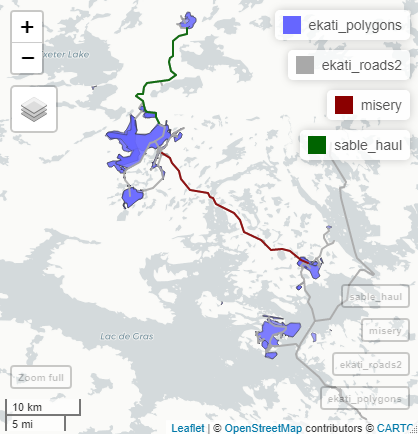 +
−
xeter Lake
ekati_polygons
ekati_roads2
misery
sable_haul
sable_haul
Lac de Gras
misery
ekati_roads2
Zoom full
ekati_polygons
10 km
5 mi
Leaflet | © OpenStreetMap contributors © CARTO